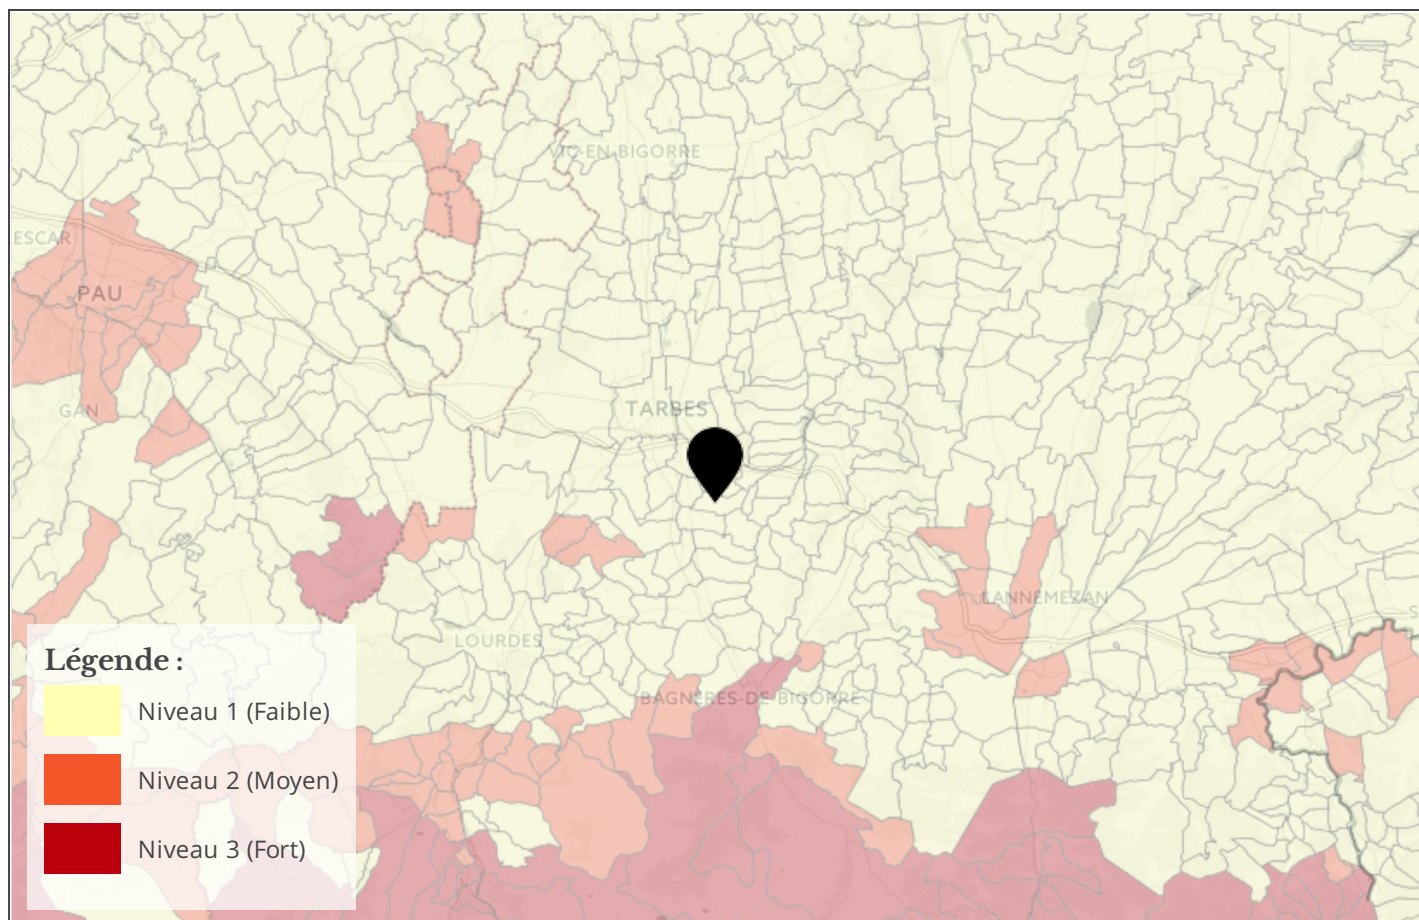 VIC-EN-BIGORRE
ESCAR
PAU
TARBES
GAN
LANNEMEZAN
S
LOURDES
BAGNÈRES-DE-BIGORRE
Légende :
Niveau 1 (Faible)
Niveau 2 (Moyen)
Niveau 3 (Fort)